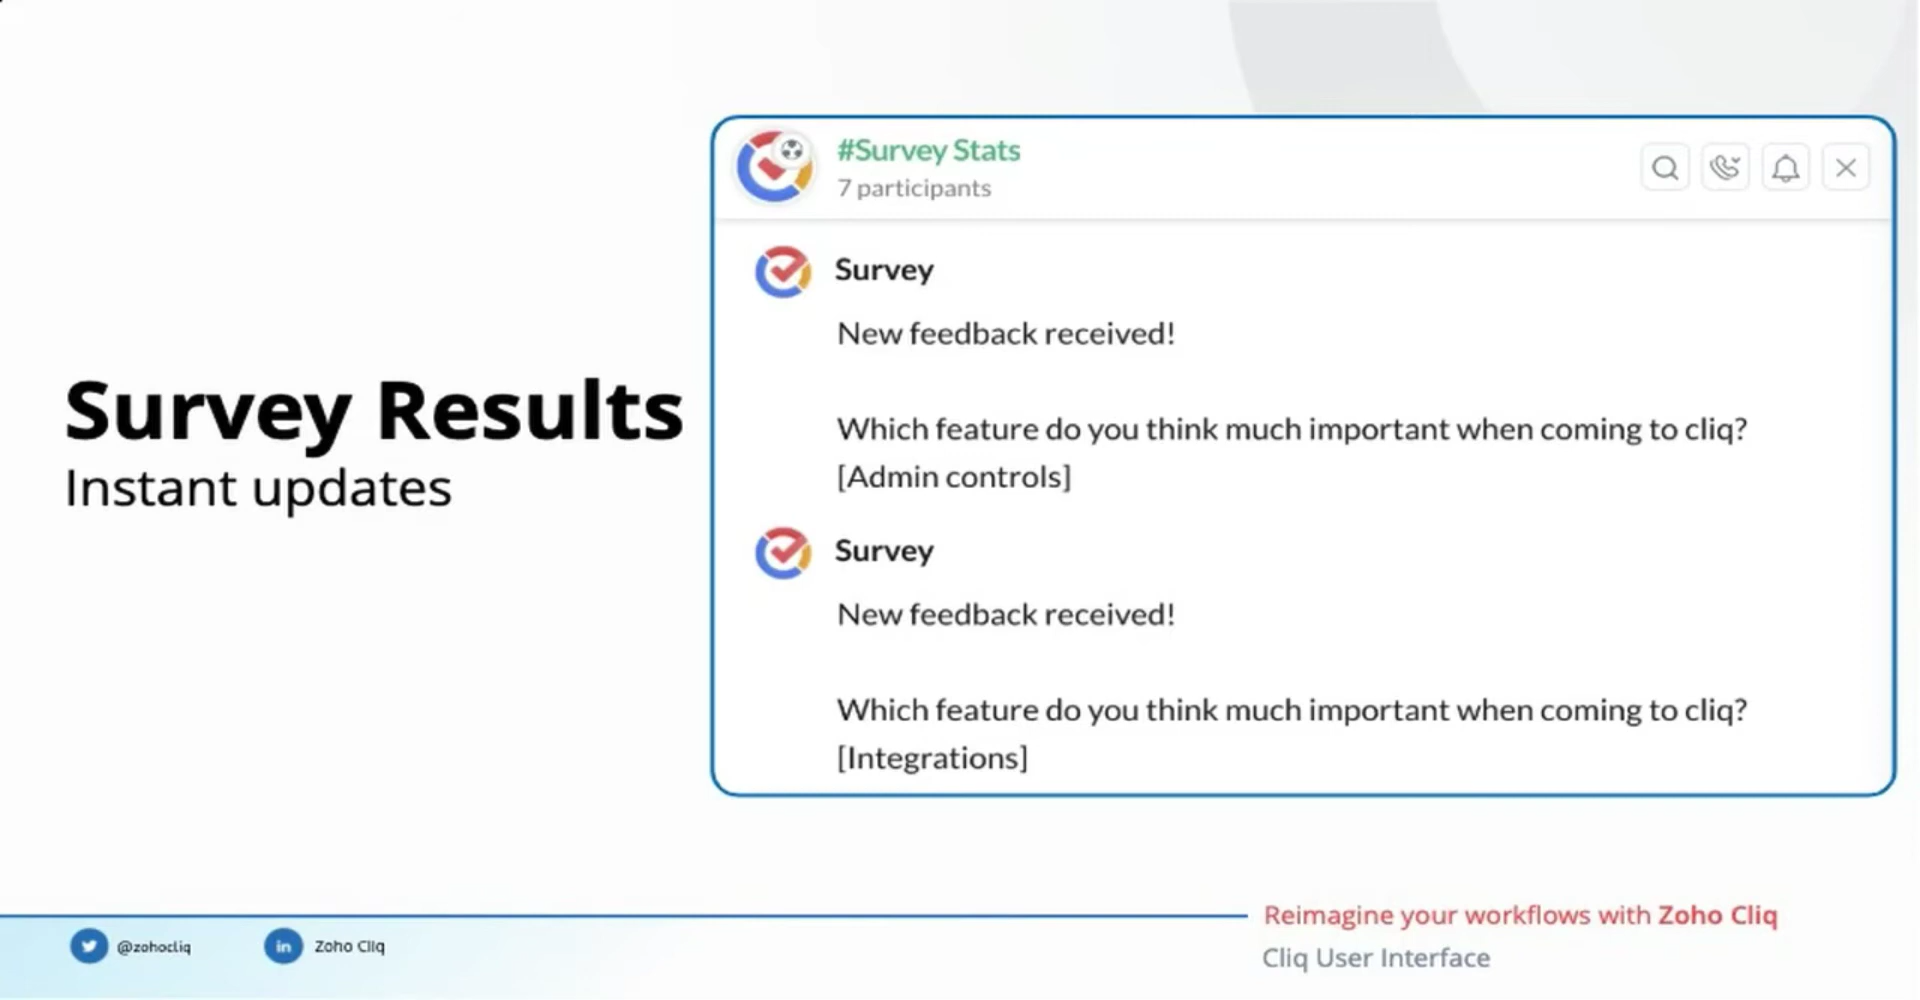 Survey Results
Instant updates
#Survey Stats
7 participants
Survey
New feedback received!
Which feature do you think much important when coming to cliq?
[Admin controls]
Survey
New feedback received!
Which feature do you think much important when coming to cliq?
[Integrations]
@zohocliq
in
Zoho Cliq
Reimagine your workflows with Zoho Cliq
Cliq User Interface